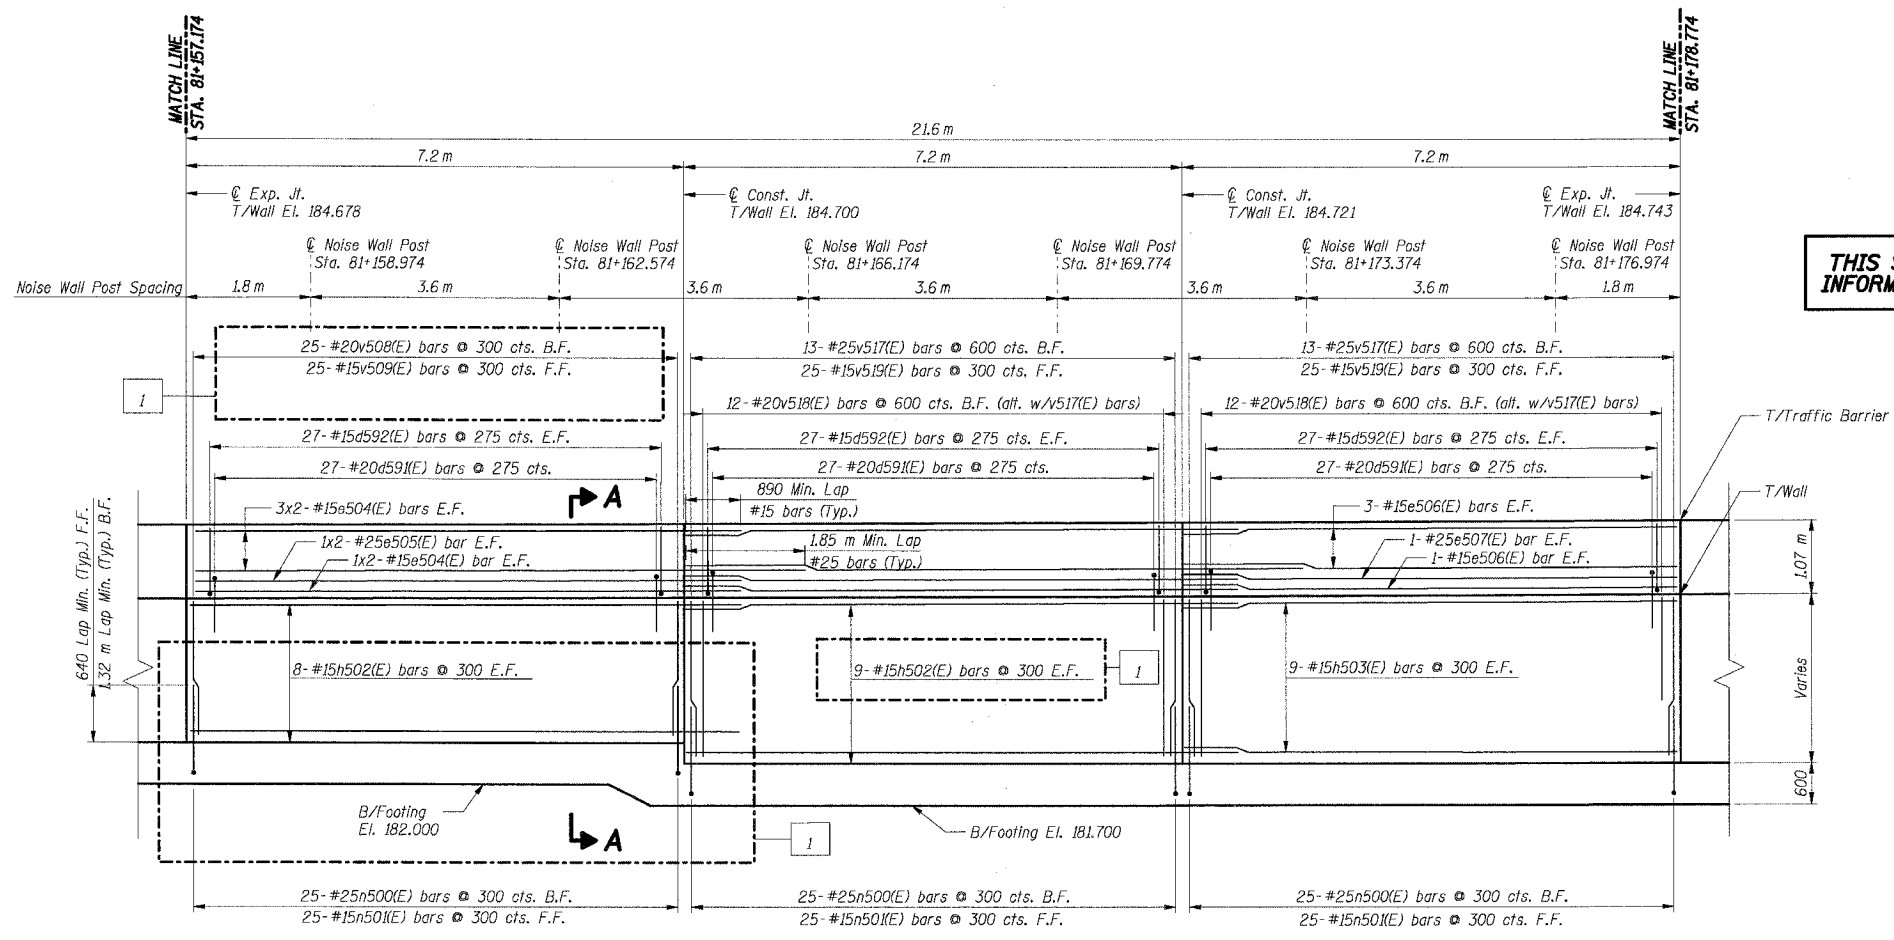 MATCH LINE
STA. 81+157.174
MATCH LINE
STA. 81+178.774
21.6 m
7.2 m
7.2 m
7.2 m
℄ Exp. Jt.
T/Wall El. 184.678
℄ Const. Jt.
T/Wall El. 184.700
℄ Const. Jt.
T/Wall El. 184.721
℄ Exp. Jt.
T/Wall El. 184.743
℄ Noise Wall Post
Sta. 81+158.974
℄ Noise Wall Post
Sta. 81+162.574
℄ Noise Wall Post
Sta. 81+166.174
℄ Noise Wall Post
Sta. 81+169.774
℄ Noise Wall Post
Sta. 81+173.374
℄ Noise Wall Post
Sta. 81+176.974
THIS S
INFORM
Noise Wall Post Spacing
1.8 m
3.6 m
3.6 m
3.6 m
3.6 m
3.6 m
1.8 m
25-#20v508(E) bars @ 300 cts. B.F.
25-#15v509(E) bars @ 300 cts. F.F.
13-#25v517(E) bars @ 600 cts. B.F.
25-#15v519(E) bars @ 300 cts. F.F.
13-#25v517(E) bars @ 600 cts. B.F.
25-#15v519(E) bars @ 300 cts. F.F.
1
12-#20v518(E) bars @ 600 cts. B.F. (alt. w/v517(E) bars)
12-#20v518(E) bars @ 600 cts. B.F. (alt. w/v517(E) bars)
T/Traffic Barrier
27-#15d592(E) bars @ 275 cts. E.F.
27-#15d592(E) bars @ 275 cts. E.F.
27-#15d592(E) bars @ 275 cts. E.F.
27-#20d591(E) bars @ 275 cts.
27-#20d591(E) bars @ 275 cts.
27-#20d591(E) bars @ 275 cts.
A
890 Min. Lap
#15 bars (Typ.)
T/Wall
3x2-#15e504(E) bars E.F.
3-#15e506(E) bars E.F.
1x2-#25e505(E) bar E.F.
1x2-#15e504(E) bar E.F.
1.85 m Min. Lap
#25 bars (Typ.)
1-#25e507(E) bar E.F.
1-#15e506(E) bar E.F.
640 Lap Min. (Typ.) F.F.
1.32 m Lap Min. (Typ.) B.F.
1.07 m
8-#15h502(E) bars @ 300 E.F.
9-#15h502(E) bars @ 300 E.F.
1
9-#15h503(E) bars @ 300 E.F.
Varies
600
B/Footing
El. 182.000
A
1
B/Footing El. 181.700
25-#25n500(E) bars @ 300 cts. B.F.
25-#15n501(E) bars @ 300 cts. F.F.
25-#25n500(E) bars @ 300 cts. B.F.
25-#15n501(E) bars @ 300 cts. F.F.
25-#25n500(E) bars @ 300 cts. B.F.
25-#15n501(E) bars @ 300 cts. F.F.